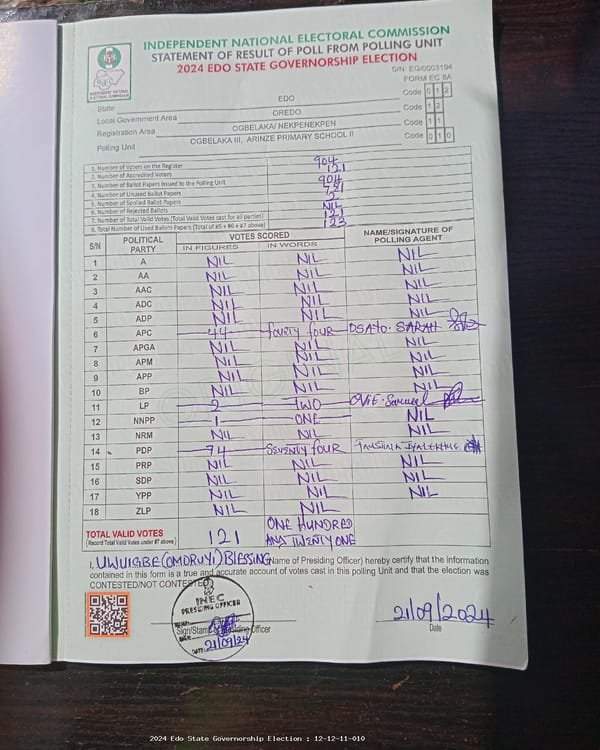 INDEPENDENT NATIONAL ELECTORAL COMMISSION
STATEMENT OF RESULT OF POLL FROM POLLING UNIT
2024 EDO STATE GOVERNORSHIP ELECTION
S/N: EG/0003194
FORM EC 8A
INDEPENDENT NATIONAL ELECTORAL COMMISSION
State EDO Code 0 1 2
Local Government Area OREDO Code 1 2
Registration Area OGBELAKA/ NEKPENEKPEN Code 1 1
Polling Unit OGBELAKA III, ARINZE PRIMARY SCHOOL II Code 0 1 0
1. Number of Voters on the Register 904
2. Number of Accredited Voters 121
3. Number of Ballot Papers Issued to the Polling Unit 904
4. Number of Unused Ballot Papers
5. Number of Spoiled Ballot Papers 2
6. Number of Rejected Ballots NIL
7. Number of Total Valid Votes (Total Valid Votes cast for all parties) 121
8. Total Number of Used Ballots Papers (Total of #5 + #6 + #7 above) 123
S/N POLITICAL PARTY VOTES SCORED NAME/SIGNATURE OF POLLING AGENT
IN FIGURES IN WORDS
1 A NIL NIL NIL
2 AA NIL NIL NIL
3 AAC NIL NIL NIL
4 ADC NIL NIL NIL
5 ADP NIL NIL NIL
6 APC 44 FOURTY FOUR OSATO. SARAH
7 APGA NIL NIL NIL
8 APM NIL NIL NIL
9 APP NIL NIL NIL
10 BP NIL NIL NIL
11 LP 2 TWO OVIE. Samuel
12 NNPP 1 ONE NIL
13 NRM NIL NIL NIL
14 PDP 74 SEVENTY FOUR
15 PRP NIL NIL NIL
16 SDP NIL NIL NIL
17 YPP NIL NIL NIL
18 ZLP NIL NIL
TOTAL VALID VOTES 121 ONE HUNDRED
(Record Total Valid Votes under #7 above) AND TWENTY ONE
I, UWUIGBE (OMORUYI) BLESSING (Name of Presiding Officer) hereby certify that the information
contained in this form is a true and accurate account of votes cast in this polling Unit and that the election was
CONTESTED/NOT CONTESTED
INEC
PRESIDING OFFICER
Sign/Stamp of Presiding Officer
DATE: 21/09/24
21/09/2024
Date
2024 Edo State Governorship Election : 12-12-11-010